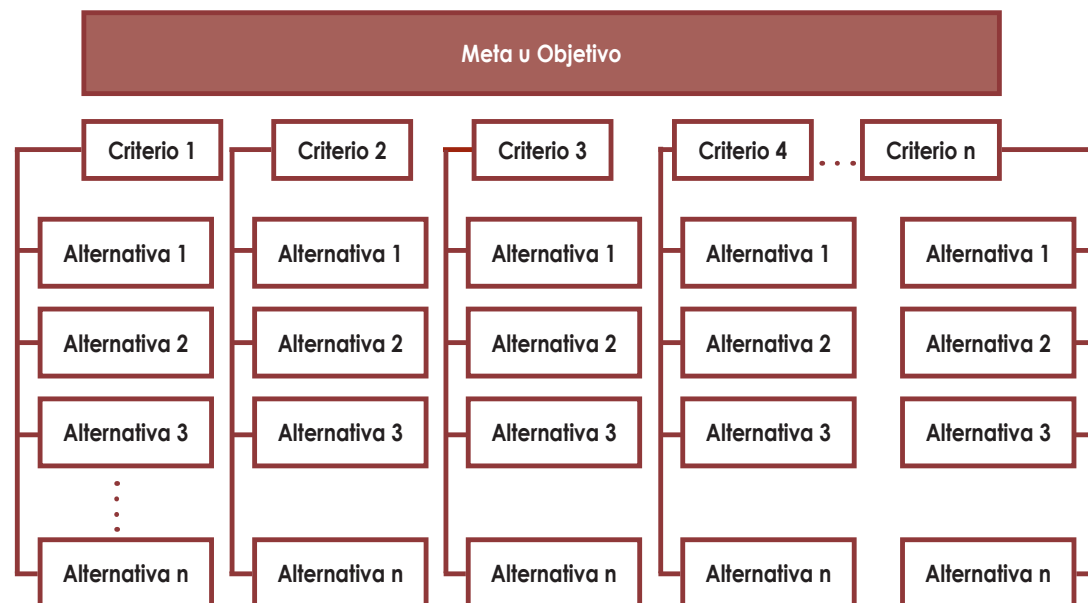 Meta u Objetivo
Criterio 1
Criterio 2
Criterio 3
Criterio 4
. . .
Criterio n
Alternativa 1
Alternativa 1
Alternativa 1
Alternativa 1
Alternativa 1
Alternativa 2
Alternativa 2
Alternativa 2
Alternativa 2
Alternativa 2
Alternativa 3
Alternativa 3
Alternativa 3
Alternativa 3
Alternativa 3
Alternativa n
Alternativa n
Alternativa n
Alternativa n
Alternativa n